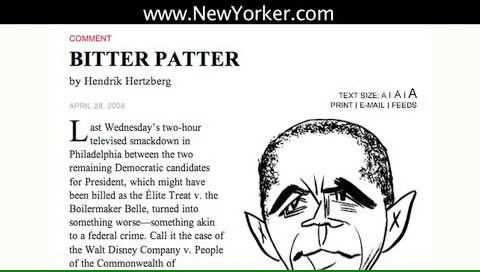 www.NewYorker.com
COMMENT
BITTER PATTER
by Hendrik Hertzberg
TEXT SIZE: A | A | A
PRINT | E-MAIL | FEEDS
APRIL 28, 2008
Last Wednesday’s two-hour
televised smackdown in
Philadelphia between the two
remaining Democratic candidates
for President, which might have
been billed as the Élite Treat v. the
Boilermaker Belle, turned into
something worse—something akin
to a federal crime. Call it the case of
the Walt Disney Company v. People
of the Commonwealth of